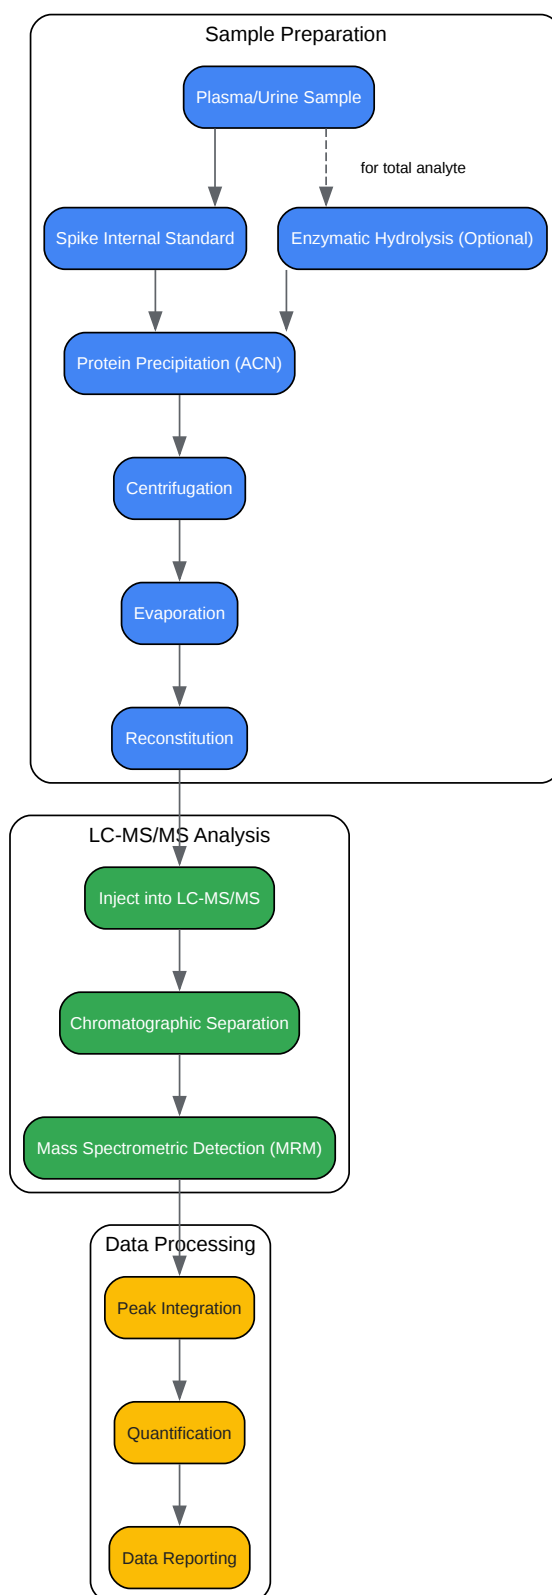 Sample Preparation
Plasma/Urine Sample
for total analyte
Spike Internal Standard
Enzymatic Hydrolysis (Optional)
Protein Precipitation (ACN)
Centrifugation
Evaporation
Reconstitution
LC-MS/MS Analysis
Inject into LC-MS/MS
Chromatographic Separation
Mass Spectrometric Detection (MRM)
Data Processing
Peak Integration
Quantification
Data Reporting